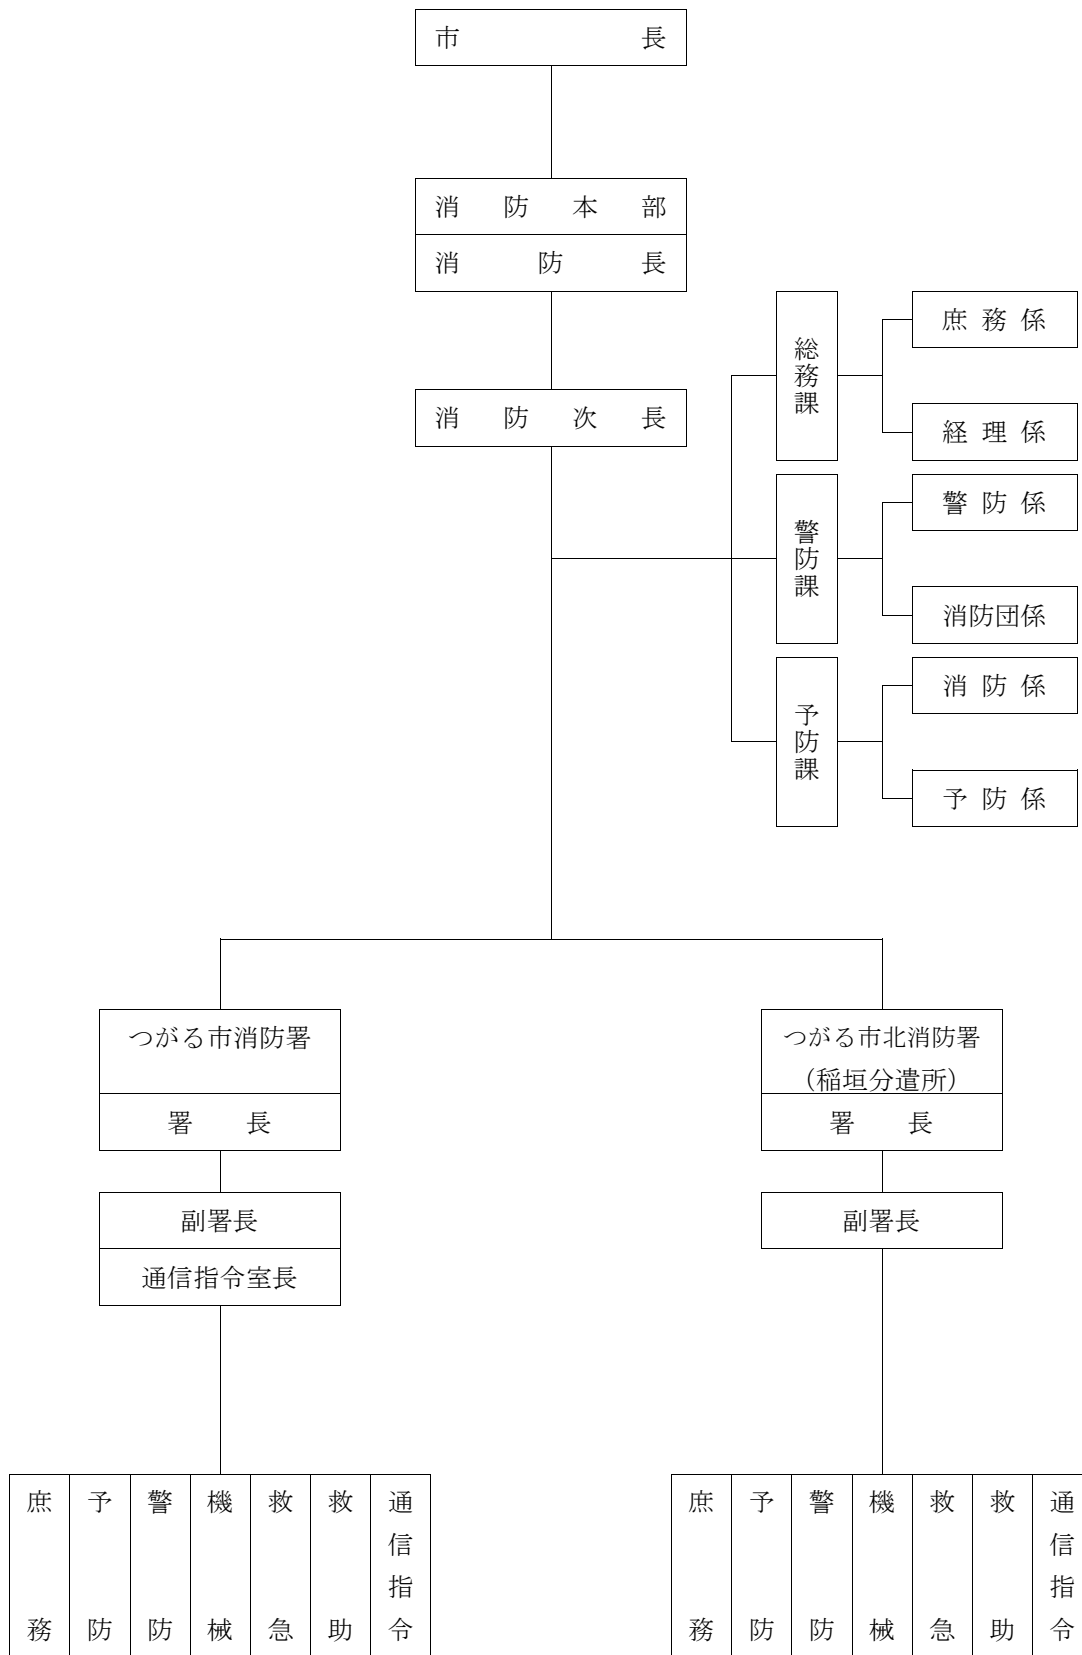 市長
消防本部
消防長
消防次長
総務課
庶務係
経理係
警防課
警防係
消防団係
予防課
消防係
予防係
つがる市消防署
署長
副署長
通信指令室長
庶務
予防
警防
機械
救急
救助
通信指令
つがる市北消防署
（稲垣分遣所）
署長
副署長
庶務
予防
警防
機械
救急
救助
通信指令